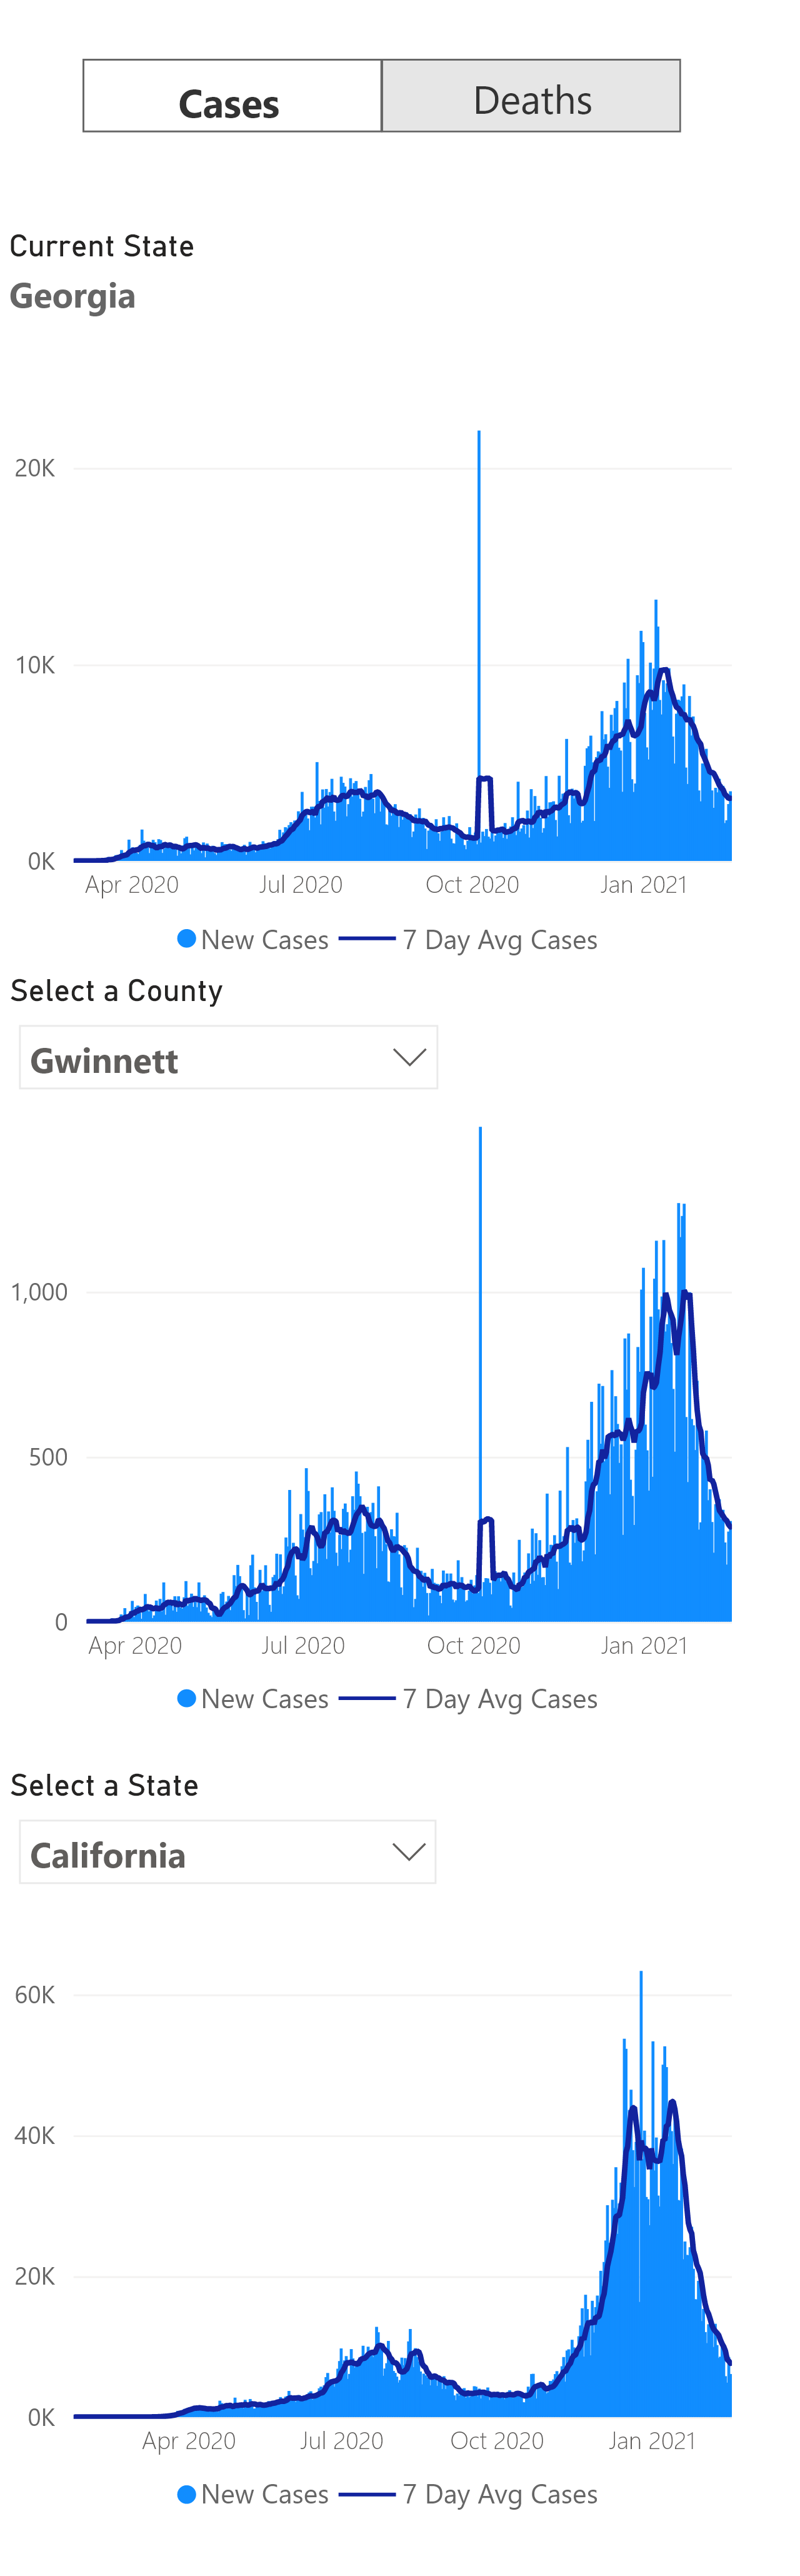 Cases Deaths
Current State
Georgia
20K
10K
0K
Apr 2020 Jul 2020 Oct 2020 Jan 2021
New Cases 7 Day Avg Cases
Select a County
Gwinnett
1,000
500
0
Apr 2020 Jul 2020 Oct 2020 Jan 2021
New Cases 7 Day Avg Cases
Select a State
California
60K
40K
20K
0K
Apr 2020 Jul 2020 Oct 2020 Jan 2021
New Cases 7 Day Avg Cases